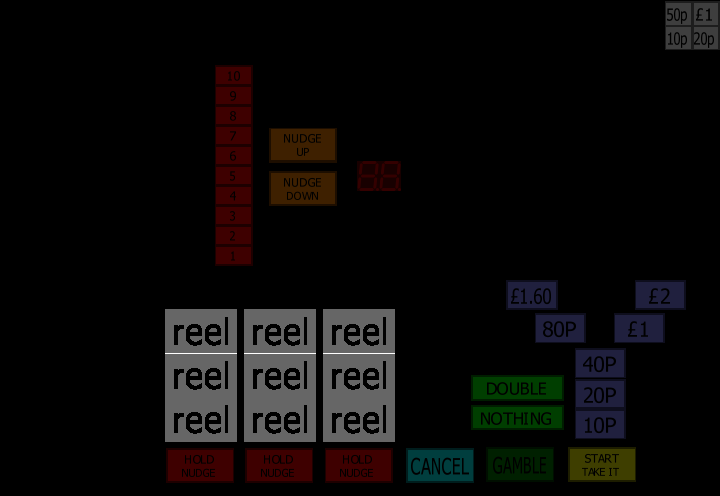 50p £1
10p 20p
10
9
8
7
6
5
4
3
2
1
NUDGE
UP
NUDGE
DOWN
88
£1.60 £2
80P £1
40P
20P
10P
DOUBLE
NOTHING
reel reel reel
reel reel reel
reel reel reel
HOLD
NUDGE
HOLD
NUDGE
HOLD
NUDGE
CANCEL
GAMBLE
START
TAKE IT